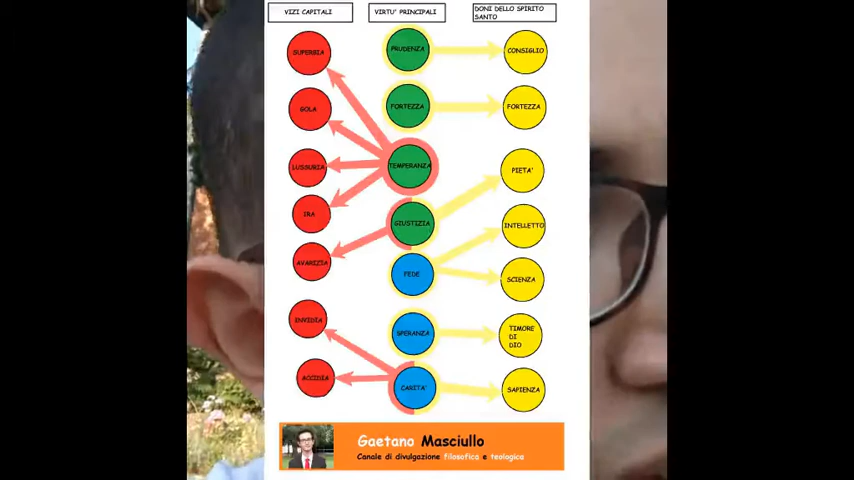 VIZI CAPITALI
VIRTU' PRINCIPALI
DONI DELLO SPIRITO
SANTO
SUPERBIA
PRUDENZA
CONSIGLIO
GOLA
FORTEZZA
FORTEZZA
LUSSURIA
TEMPERANZA
PIETA'
IRA
GIUSTIZIA
INTELLETTO
AVARIZIA
FEDE
SCIENZA
INVIDIA
SPERANZA
TIMORE
DI
DIO
ACCIDIA
CARITA'
SAPIENZA
Gaetano Masciullo
Canale di divulgazione filosofica e teologica